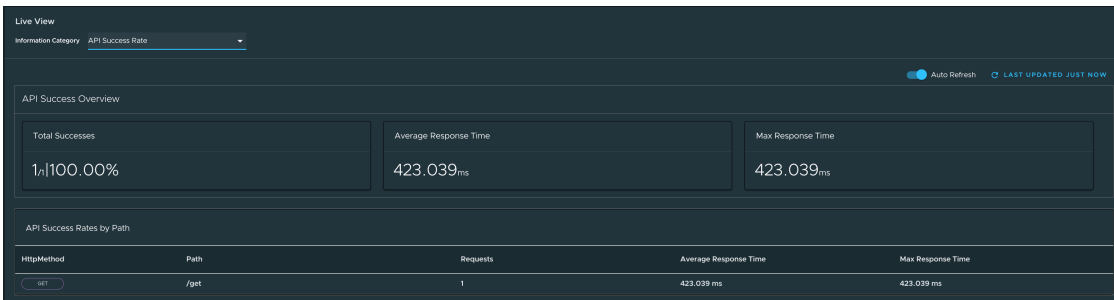 Live View
Information Category API Success Rate
Auto Refresh LAST UPDATED JUST NOW
API Success Overview
Total Successes Average Response Time Max Response Time
1/1|100.00% 423.039ms 423.039ms
API Success Rates by Path
HttpMethod Path Requests Average Response Time Max Response Time
GET /get 1 423.039 ms 423.039 ms